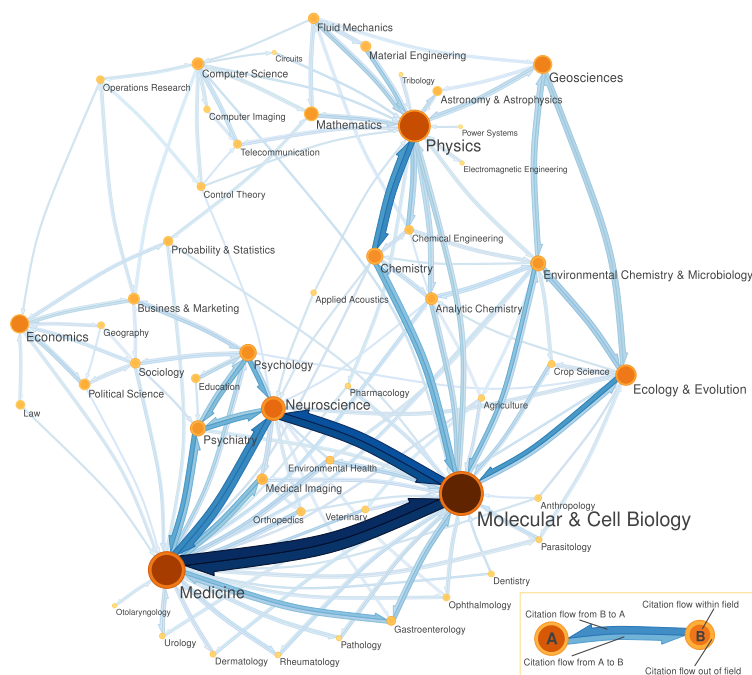 Fluid Mechanics
Material Engineering
Circuits
Computer Science
Tribology
Geosciences
Operations Research
Astronomy & Astrophysics
Computer Imaging
Mathematics
Power Systems
Physics
Telecommunication
Electromagnetic Engineering
Control Theory
Chemical Engineering
Probability & Statistics
Chemistry
Environmental Chemistry & Microbiology
Applied Acoustics
Analytic Chemistry
Business & Marketing
Geography
Economics
Psychology
Sociology
Crop Science
Education
Political Science
Pharmacology
Ecology & Evolution
Law
Neuroscience
Agriculture
Psychiatry
Environmental Health
Medical Imaging
Anthropology
Orthopedics
Veterinary
Molecular & Cell Biology
Parasitology
Dentistry
Medicine
Ophthalmology
Otolaryngology
Gastroenterology
Urology
Pathology
Dermatology
Rheumatology
Citation flow from B to A
Citation flow within field
A
B
Citation flow from A to B
Citation flow out of field